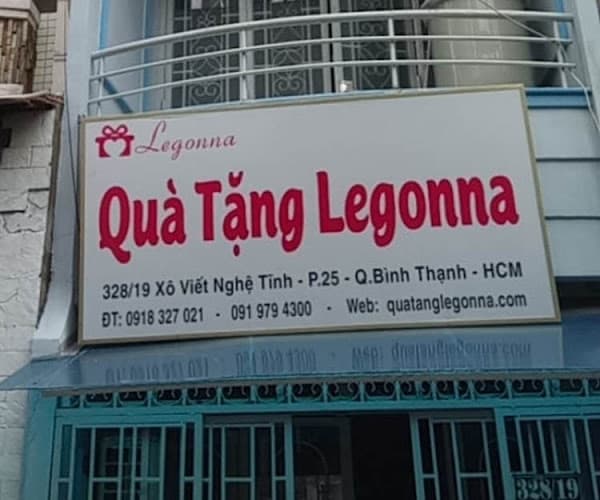 Legonna
Quà Tặng Legonna
328/19 Xô Viết Nghệ Tĩnh - P.25 - Q.Bình Thạnh - HCM
ĐT: 0918 327 021 - 091 979 4300 - Web: quatanglegonna.com
328/19